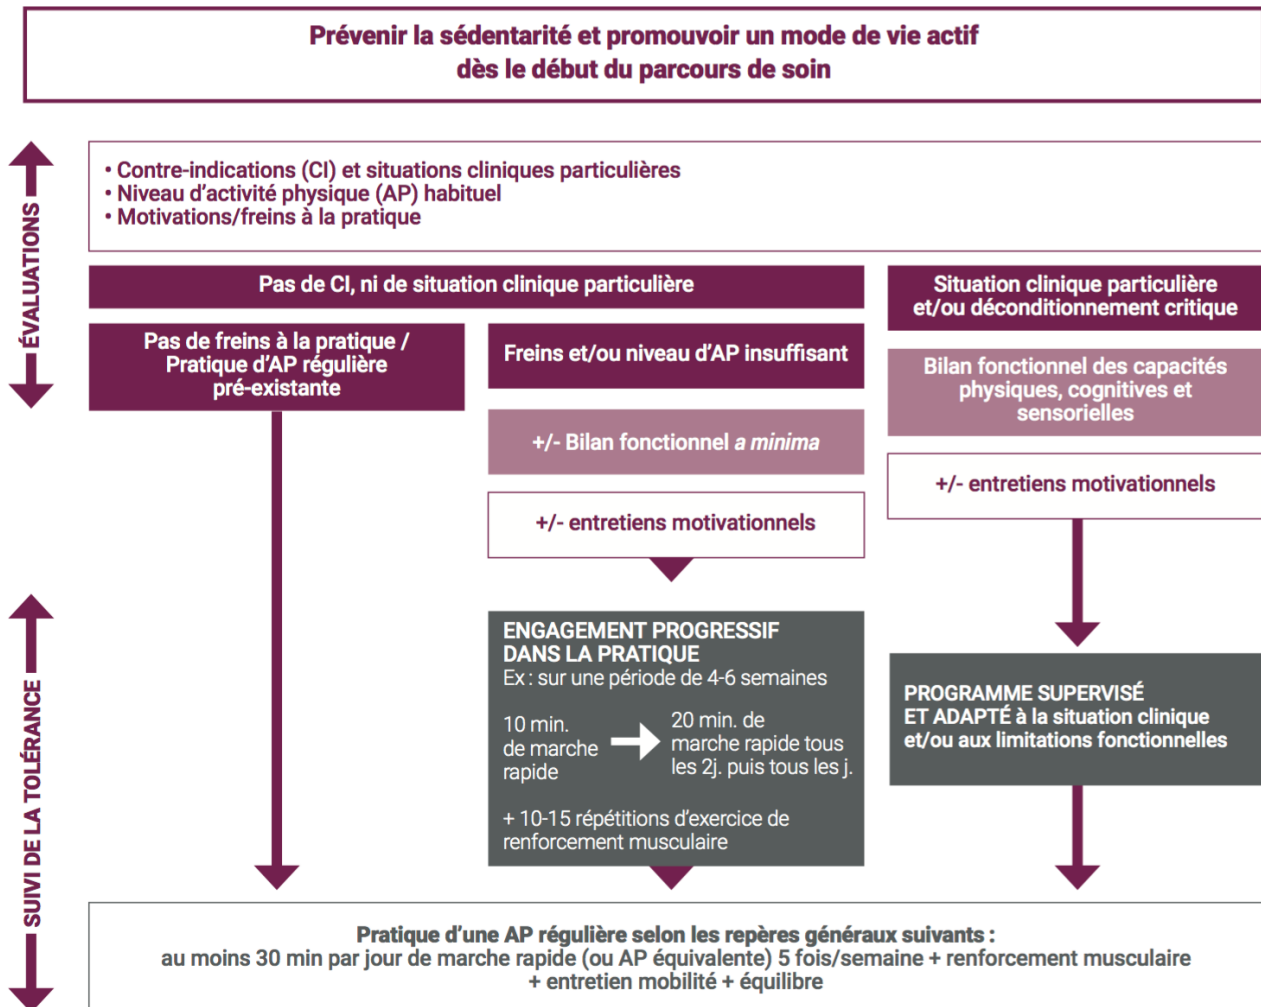 Prévenir la sédentarité et promouvoir un mode de vie actif
dès le début du parcours de soin
ÉVALUATIONS
• Contre-indications (CI) et situations cliniques particulières
• Niveau d'activité physique (AP) habituel
• Motivations/freins à la pratique
Pas de CI, ni de situation clinique particulière
Pas de freins à la pratique /
Pratique d'AP régulière
pré-existante
Freins et/ou niveau d'AP insuffisant
+/- Bilan fonctionnel a minima
+/- entretiens motivationnels
Situation clinique particulière
et/ou déconditionnement critique
Bilan fonctionnel des capacités
physiques, cognitives et
sensorielles
+/- entretiens motivationnels
SUIVI DE LA TOLÉRANCE
ENGAGEMENT PROGRESSIF
DANS LA PRATIQUE
Ex : sur une période de 4-6 semaines
10 min.
de marche
rapide
20 min. de
marche rapide tous
les 2j. puis tous les j.
+ 10-15 répétitions d'exercice de
renforcement musculaire
PROGRAMME SUPERVISÉ
ET ADAPTÉ à la situation clinique
et/ou aux limitations fonctionnelles
Pratique d'une AP régulière selon les repères généraux suivants :
au moins 30 min par jour de marche rapide (ou AP équivalente) 5 fois/semaine + renforcement musculaire
+ entretien mobilité + équilibre